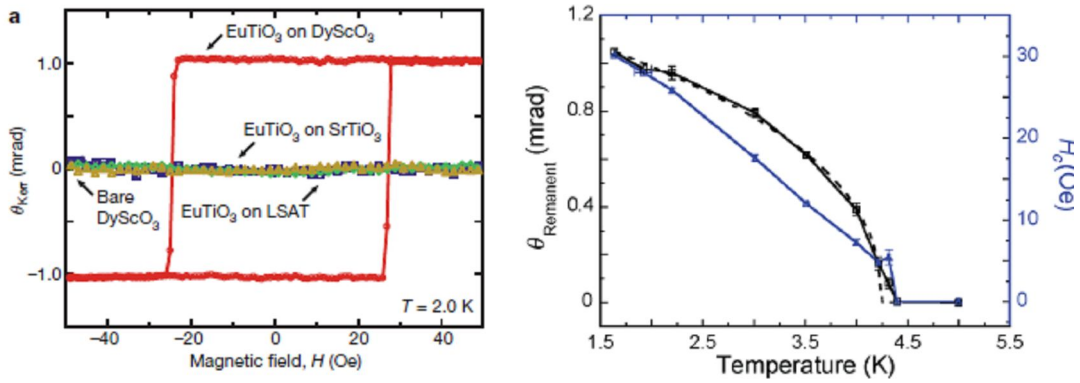 a
EuTiO₃ on DyScO₃
1.0
EuTiO₃ on SrTiO₃
0
Bare
DyScO₃
EuTiO₃ on LSAT
−1.0
T = 2.0 K
−40 −20 0 20 40
Magnetic field, H (Oe)
θKerr (mrad)
1.2
0.8
0.4
0.0
θRemanent (mrad)
30
20
10
0
Hc(Oe)
1.5 2.5 3.5 4.5 5.5
Temperature (K)